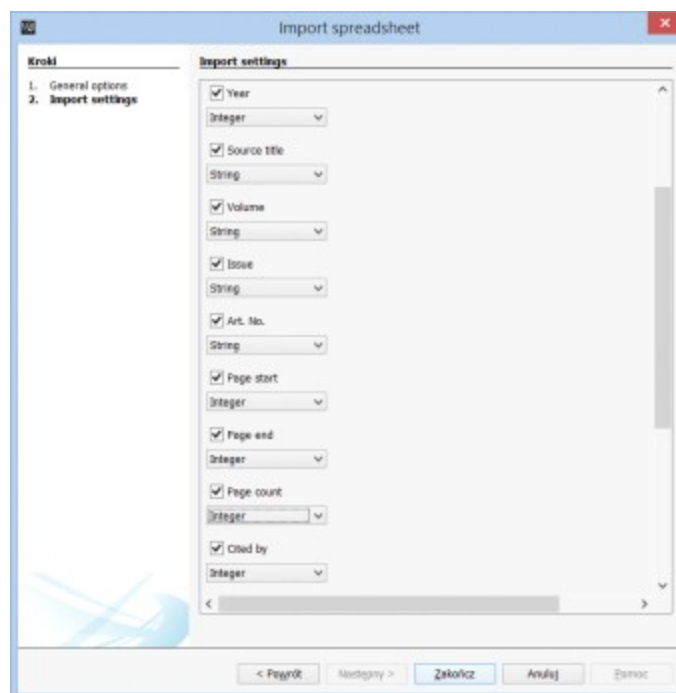 Import spreadsheet
Kroki
1. General options
2. Import settings
Import settings
Year
Integer
Source title
String
Volume
String
Issue
String
Art. No.
String
Page start
Integer
Page end
Integer
Page count
Integer
Cited by
Integer
< Powrót
Następny >
Zakończ
Anuluj
Pomoc